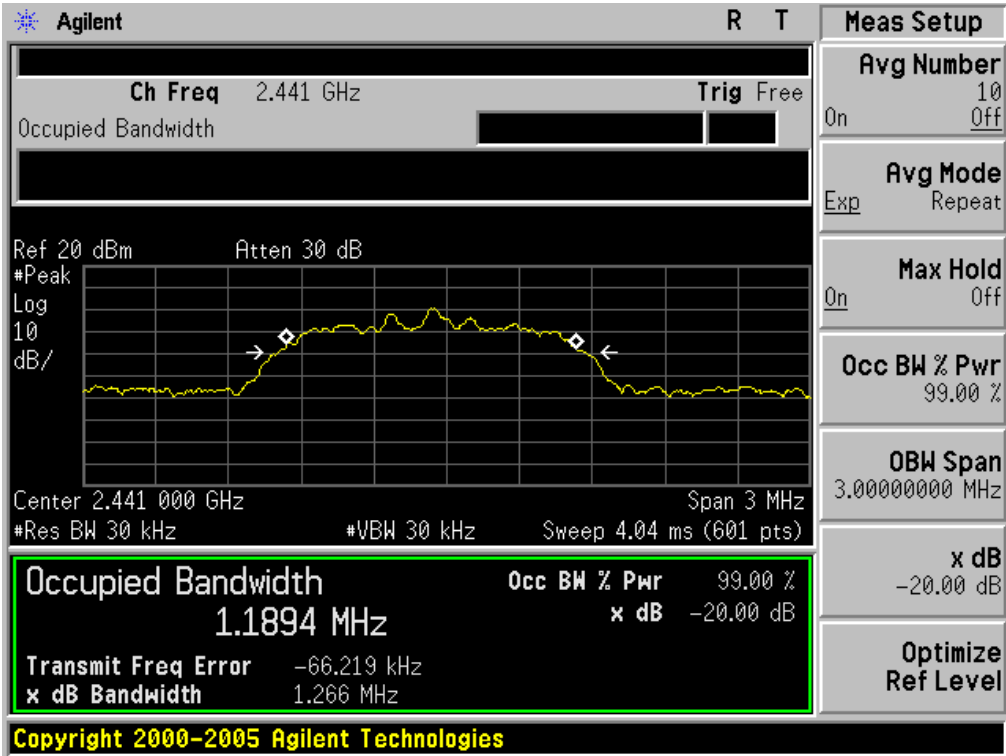 Agilent R T
Ch Freq 2.441 GHz Trig Free
Occupied Bandwidth
Ref 20 dBm Atten 30 dB
#Peak
Log
10
dB/
Center 2.441 000 GHz Span 3 MHz
#Res BW 30 kHz #VBW 30 kHz Sweep 4.04 ms (601 pts)
Occupied Bandwidth Occ BW % Pwr 99.00 %
1.1894 MHz x dB -20.00 dB
Transmit Freq Error -66.219 kHz
x dB Bandwidth 1.266 MHz
Copyright 2000-2005 Agilent Technologies
Meas Setup
Avg Number
10
On Off
Avg Mode
Exp Repeat
Max Hold
On Off
Occ BW % Pwr
99.00 %
OBW Span
3.00000000 MHz
x dB
-20.00 dB
Optimize
Ref Level